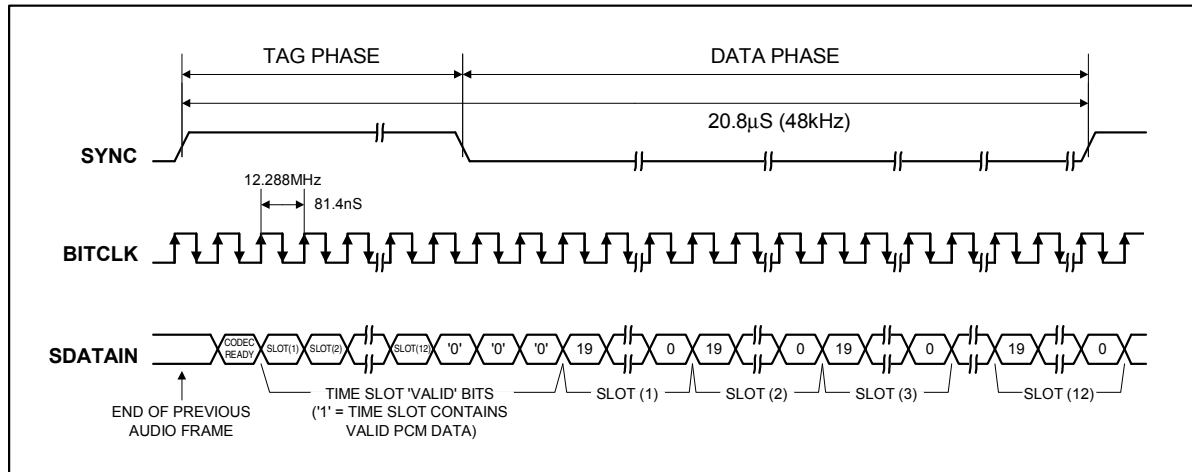 TAG PHASE
DATA PHASE
20.8μS (48kHz)
SYNC
12.288MHz
81.4nS
BITCLK
SDATAIN
CODEC
READY
SLOT(1)
SLOT(2)
SLOT(12)
'0'
'0'
'0'
19
0
19
0
19
0
19
0
END OF PREVIOUS
AUDIO FRAME
TIME SLOT 'VALID' BITS
('1' = TIME SLOT CONTAINS
VALID PCM DATA)
SLOT (1)
SLOT (2)
SLOT (3)
SLOT (12)